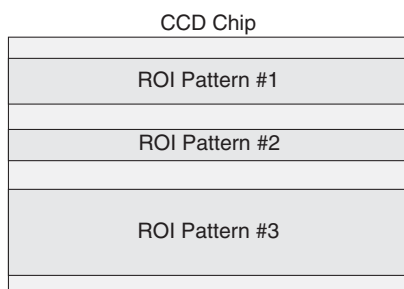 CCD Chip
ROI Pattern #1
ROI Pattern #2
ROI Pattern #3